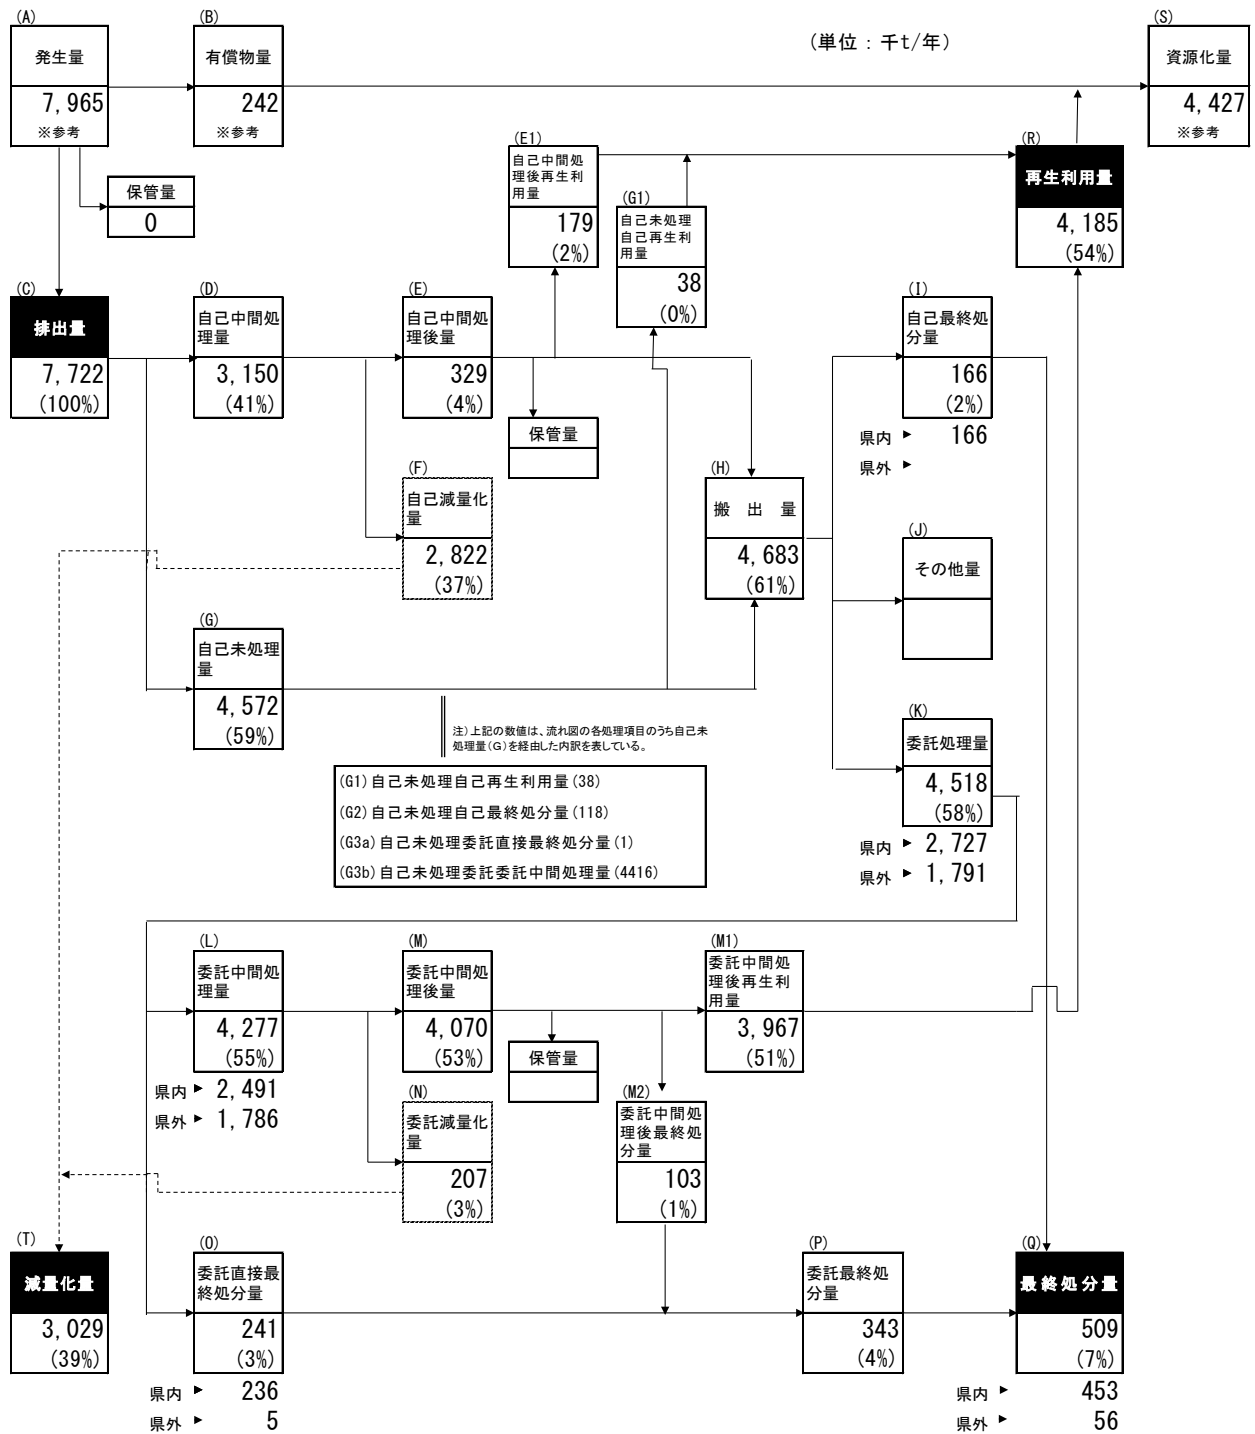 (単位 : 千t/年)
(A)
発生量
7,965
※参考
(B)
有償物量
242
※参考
(S)
資源化量
4,427
※参考
保管量
0
(E1)
自己中間処
理後再生利
用量
179
(2%)
(G1)
自己未処理
自己再生利
用量
38
(0%)
(R)
再生利用量
4,185
(54%)
(C)
排出量
7,722
(100%)
(D)
自己中間処
理量
3,150
(41%)
(E)
自己中間処
理後量
329
(4%)
保管量
(F)
自己減量化
量
2,822
(37%)
(G)
自己未処理
量
4,572
(59%)
(H)
搬 出 量
4,683
(61%)
(I)
自己最終処
分量
166
(2%)
県内 ▶ 166
県外 ▶
(J)
その他量
(K)
委託処理量
4,518
(58%)
県内 ▶ 2,727
県外 ▶ 1,791
注)上記の数値は、流れ図の各処理項目のうち自己未
処理量(G)を経由した内訳を表している。
(G1)自己未処理自己再生利用量(38)
(G2)自己未処理自己最終処分量(118)
(G3a)自己未処理委託直接最終処分量(1)
(G3b)自己未処理委託委託中間処理量(4416)
(L)
委託中間処
理量
4,277
(55%)
県内 ▶ 2,491
県外 ▶ 1,786
(M)
委託中間処
理後量
4,070
(53%)
保管量
(M1)
委託中間処
理後再生利
用量
3,967
(51%)
(N)
委託減量化
量
207
(3%)
(M2)
委託中間処
理後最終処
分量
103
(1%)
(T)
減量化量
3,029
(39%)
(O)
委託直接最
終処分量
241
(3%)
県内 ▶ 236
県外 ▶ 5
(P)
委託最終処
分量
343
(4%)
(Q)
最終処分量
509
(7%)
県内 ▶ 453
県外 ▶ 56